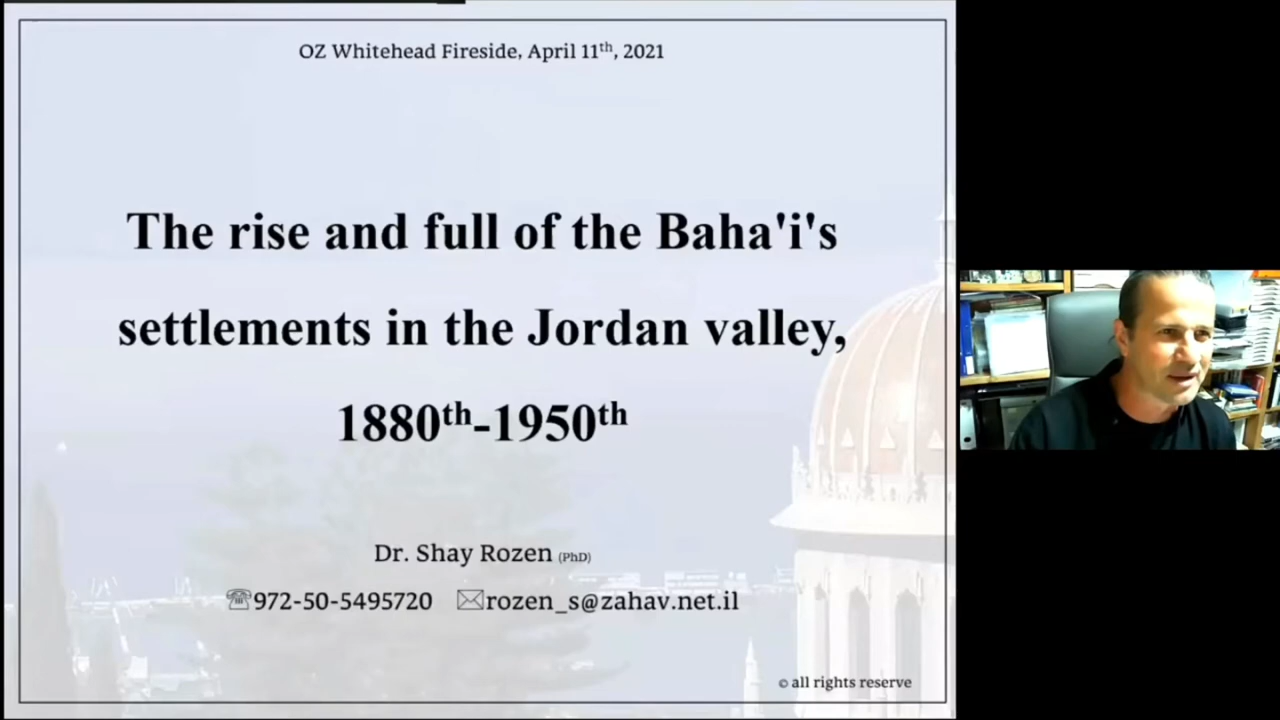 OZ Whitehead Fireside, April 11th, 2021
The rise and full of the Baha'i's
settlements in the Jordan valley,
1880th-1950th
Dr. Shay Rozen (PhD)
☏972-50-5495720 ✉rozen_s@zahav.net.il
© all rights reserve